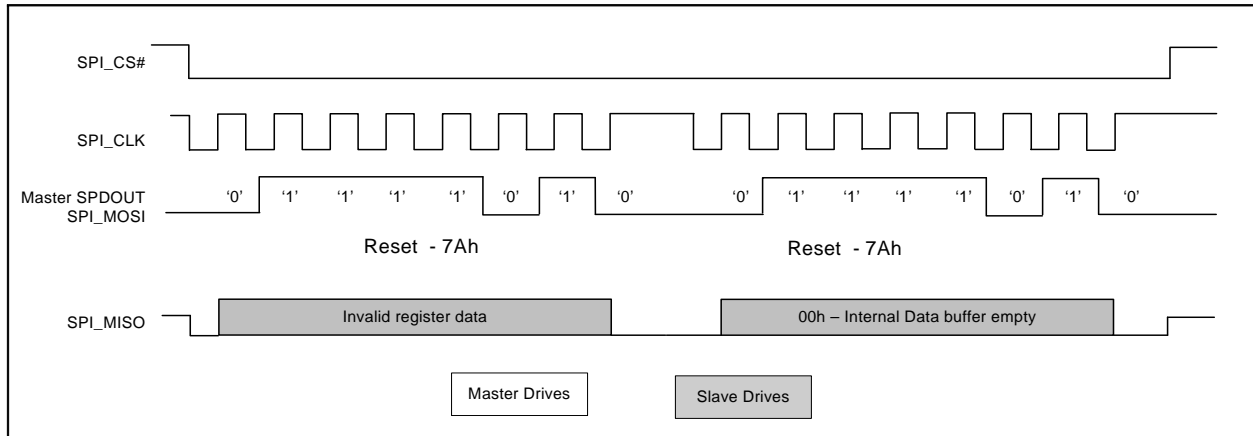 SPI_CS#
SPI_CLK
Master SPDOUT
SPI_MOSI
‘0’ ‘1’ ‘1’ ‘1’ ‘1’ ‘0’ ‘1’ ‘0’ ‘0’ ‘1’ ‘1’ ‘1’ ‘1’ ‘0’ ‘1’ ‘0’
Reset - 7Ah Reset - 7Ah
SPI_MISO
Invalid register data 00h – Internal Data buffer empty
Master Drives Slave Drives